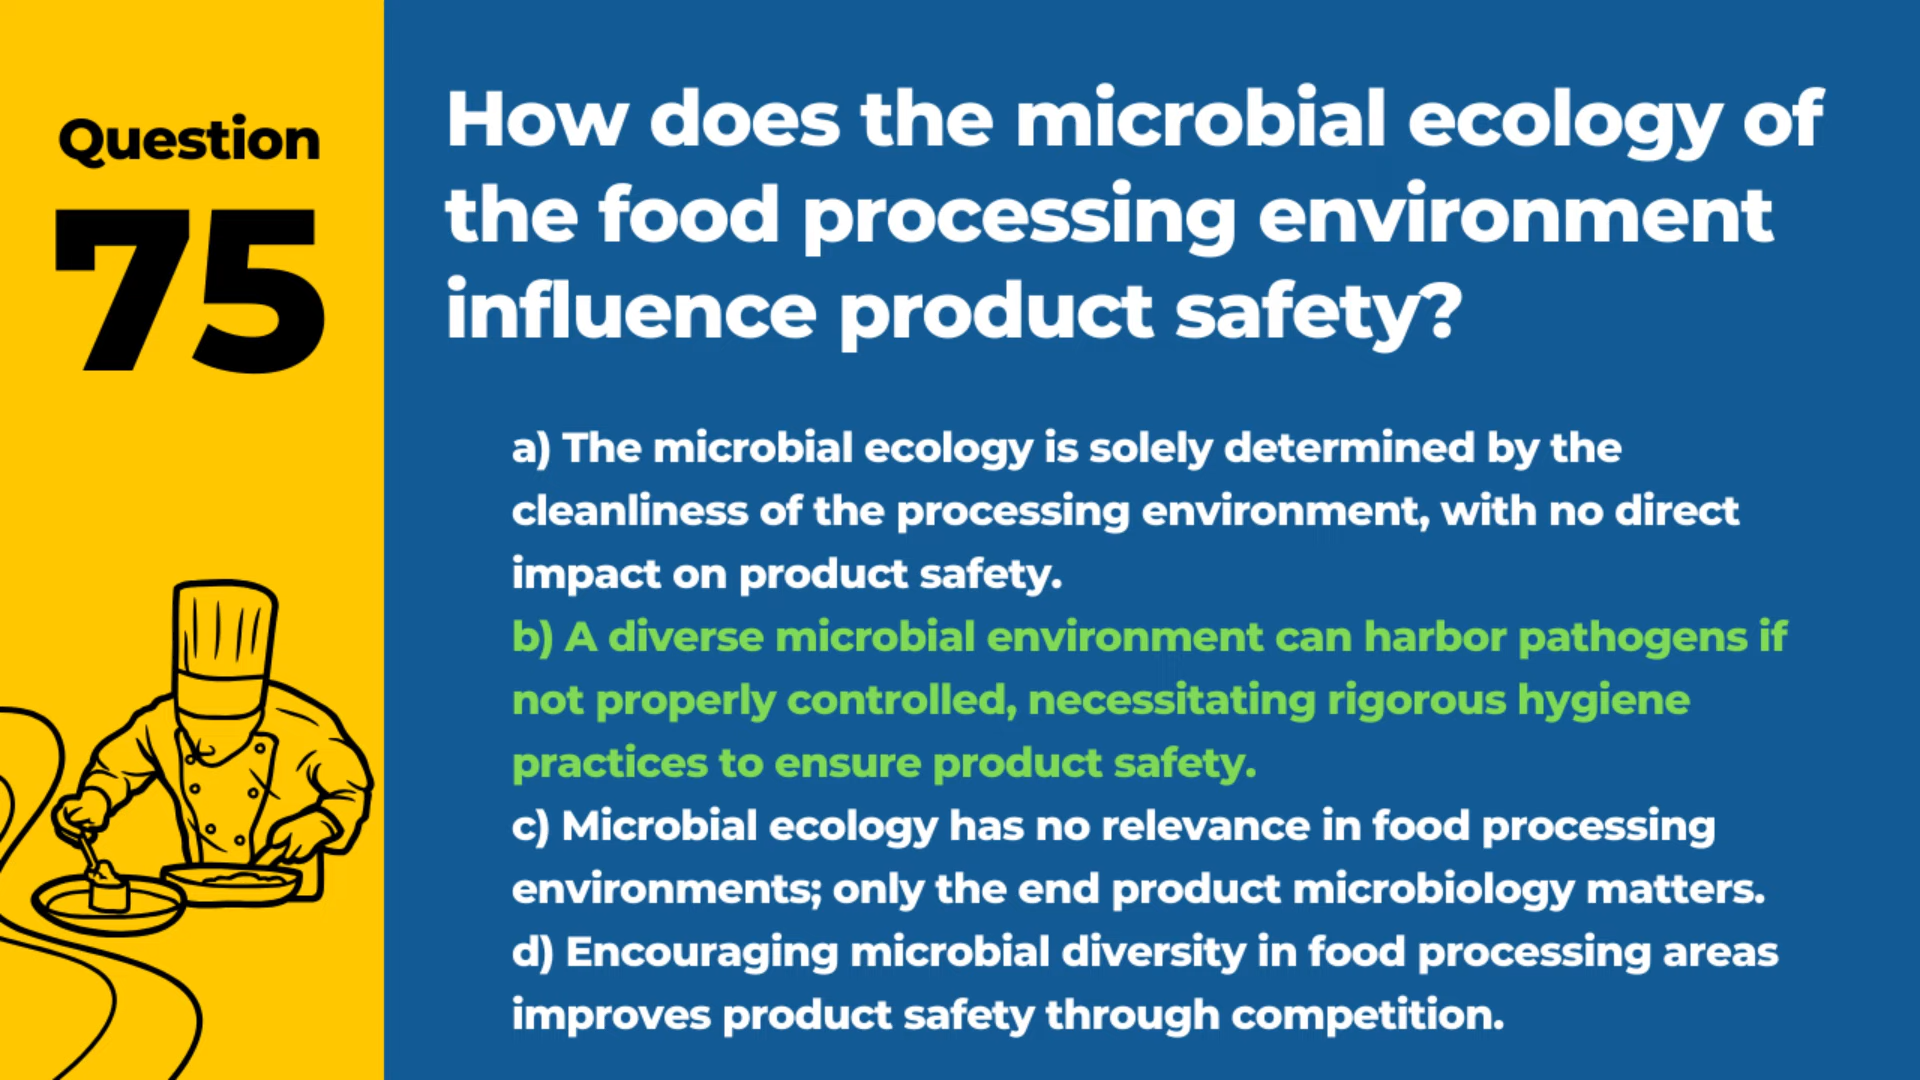 Question
75
How does the microbial ecology of
the food processing environment
influence product safety?
a) The microbial ecology is solely determined by the
cleanliness of the processing environment, with no direct
impact on product safety.
b) A diverse microbial environment can harbor pathogens if
not properly controlled, necessitating rigorous hygiene
practices to ensure product safety.
c) Microbial ecology has no relevance in food processing
environments; only the end product microbiology matters.
d) Encouraging microbial diversity in food processing areas
improves product safety through competition.